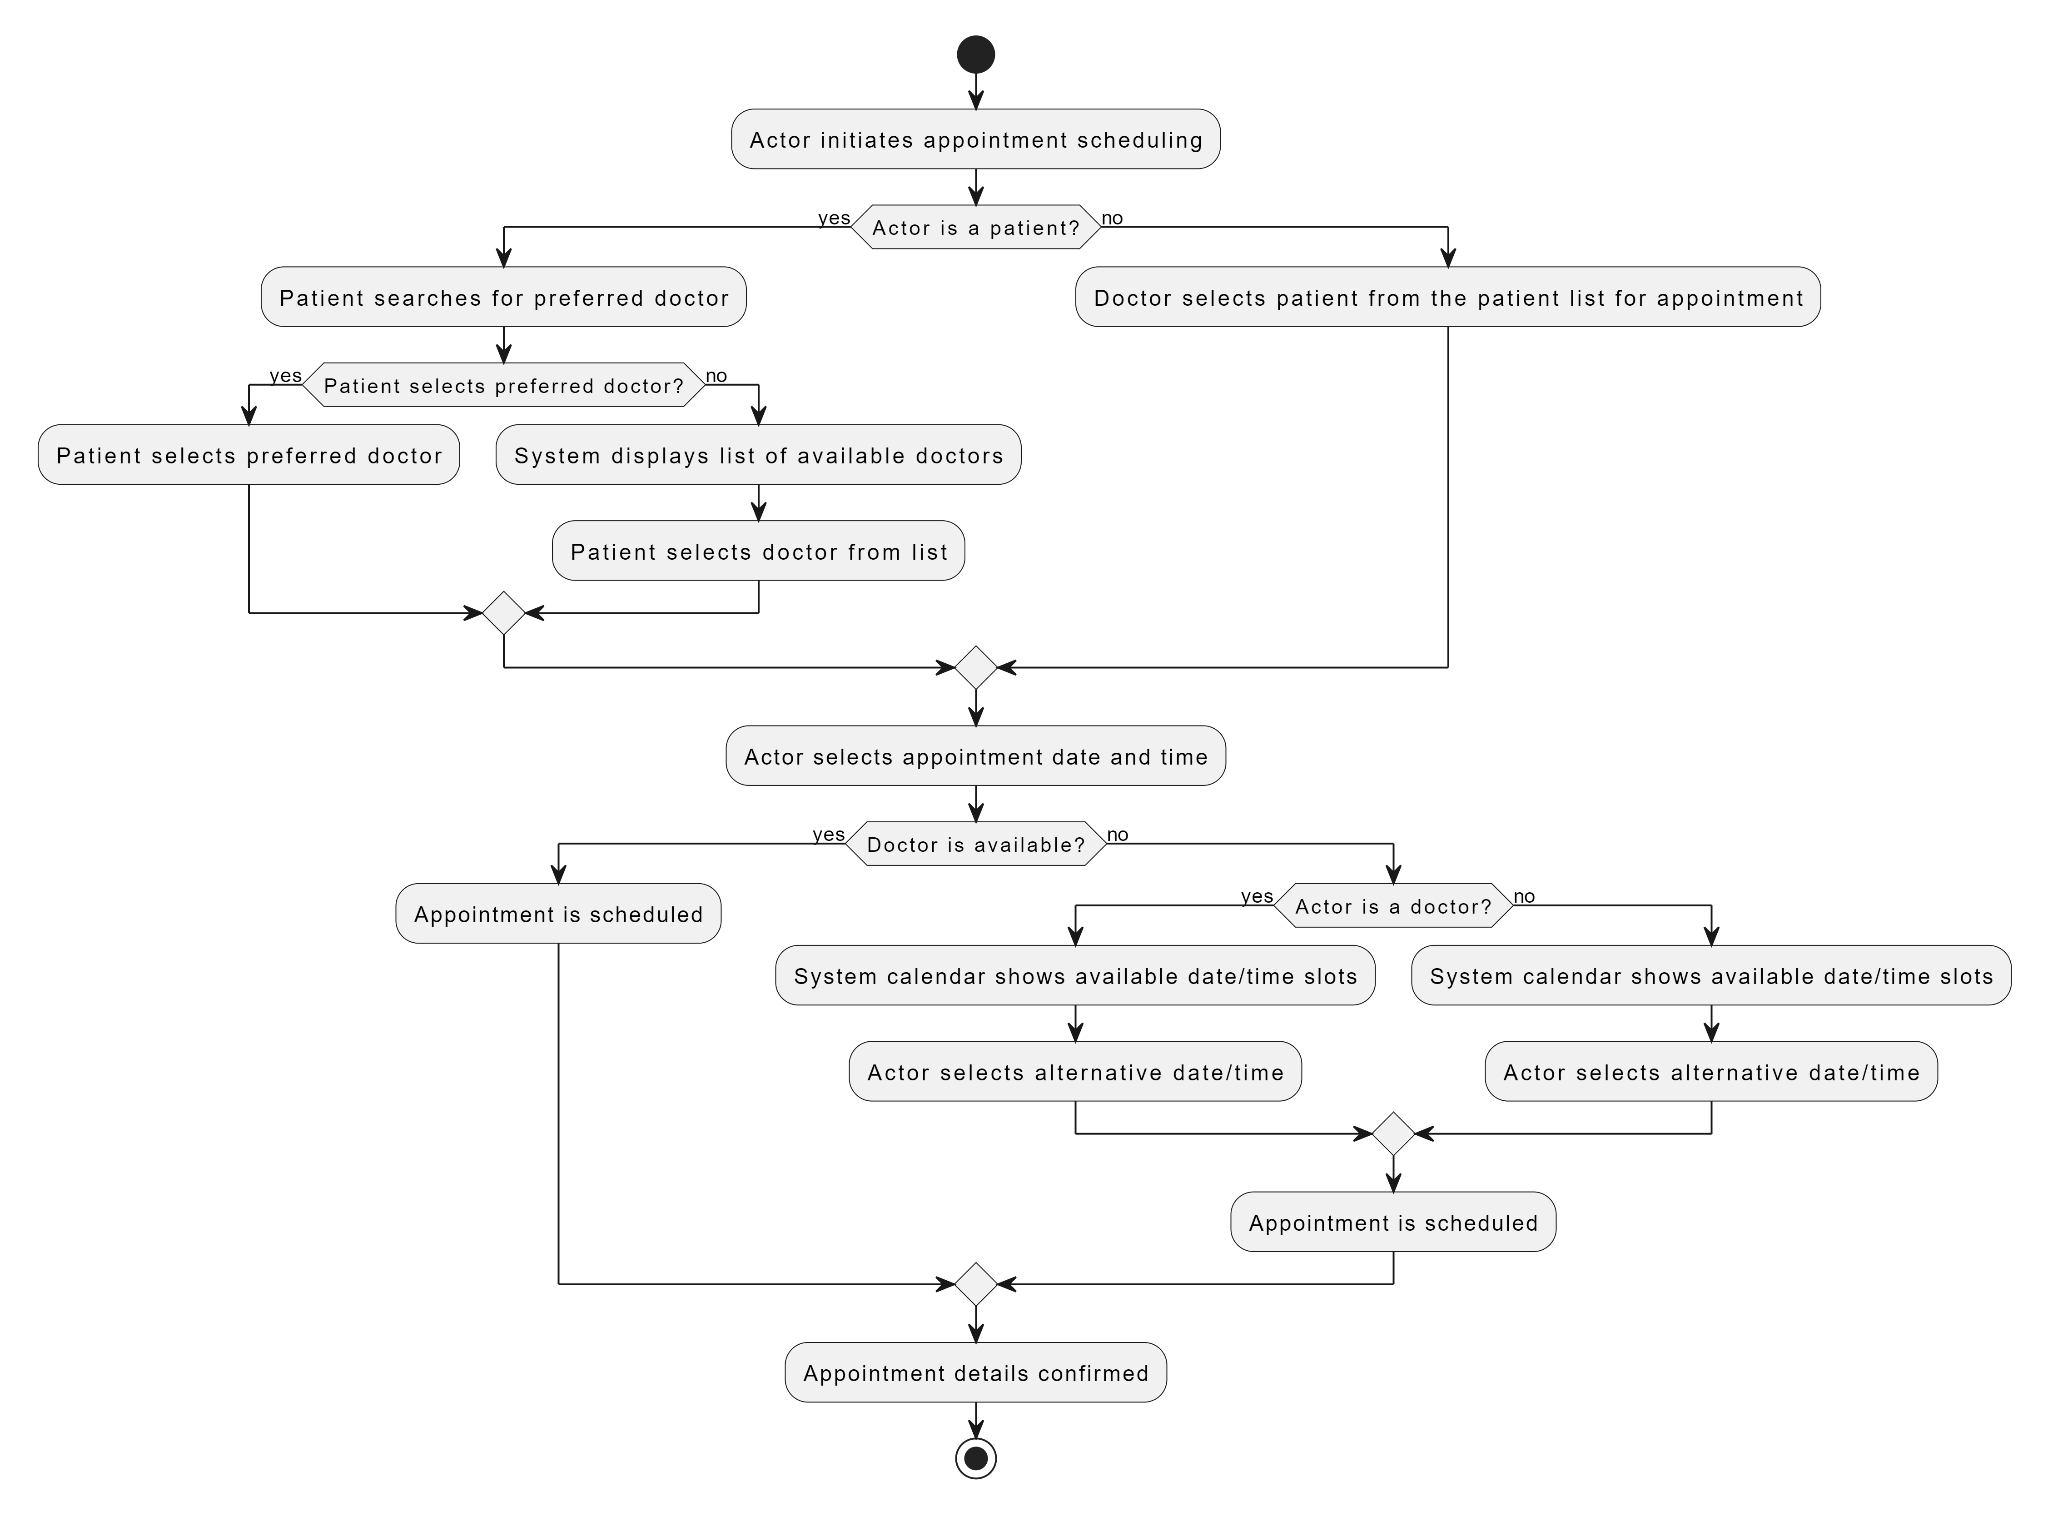 Actor initiates appointment scheduling
yes
Actor is a patient?
no
Patient searches for preferred doctor
Doctor selects patient from the patient list for appointment
yes
Patient selects preferred doctor?
no
Patient selects preferred doctor
System displays list of available doctors
Patient selects doctor from list
Actor selects appointment date and time
yes
Doctor is available?
no
Appointment is scheduled
yes
Actor is a doctor?
no
System calendar shows available date/time slots
System calendar shows available date/time slots
Actor selects alternative date/time
Actor selects alternative date/time
Appointment is scheduled
Appointment details confirmed